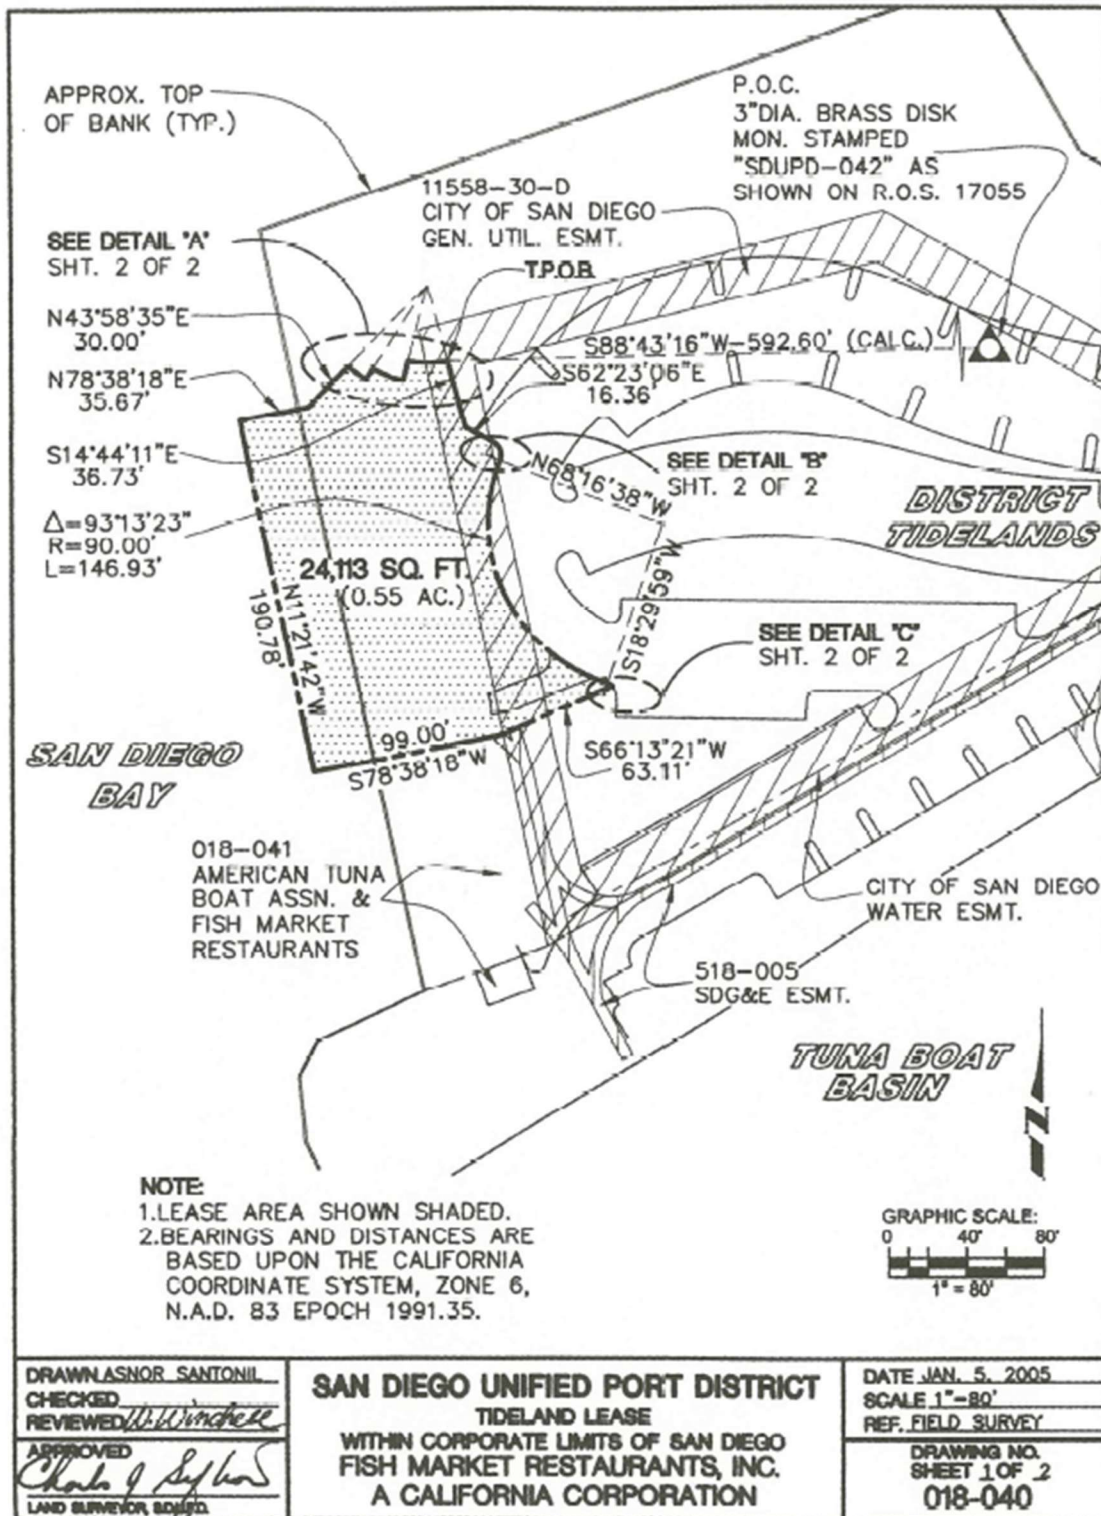 APPROX. TOP
OF BANK (TYP.)
P.O.C.
3"DIA. BRASS DISK
MON. STAMPED
"SDUPD-042" AS
SHOWN ON R.O.S. 17055
11558-30-D
CITY OF SAN DIEGO
GEN. UTIL. ESMT.
SEE DETAIL "A"
SHT. 2 OF 2
T.P.O.B.
N43°58'35"E
30.00'
S88°43'16"W-592.60' (CALC.)
N78°38'18"E
35.67'
S62°23'06"E
16.36'
S14°44'11"E
36.73'
SEE DETAIL "B"
SHT. 2 OF 2
N68°16'38"W
DISTRICT
TIDELANDS
Δ=93°13'23"
R=90.00'
L=146.93'
24,113 SQ. FT.
(0.55 AC.)
N11°21'42"W
190.78'
S18°29'59"W
SEE DETAIL "C"
SHT. 2 OF 2
99.00'
S78°38'18"W
S66°13'21"W
63.11'
SAN DIEGO
BAY
018-041
AMERICAN TUNA
BOAT ASSN. &
FISH MARKET
RESTAURANTS
CITY OF SAN DIEGO
WATER ESMT.
518-005
SDG&E ESMT.
TUNA BOAT
BASIN
N
NOTE:
1.LEASE AREA SHOWN SHADED.
2.BEARINGS AND DISTANCES ARE
BASED UPON THE CALIFORNIA
COORDINATE SYSTEM, ZONE 6,
N.A.D. 83 EPOCH 1991.35.
GRAPHIC SCALE:
0 40' 80'
1" = 80'
DRAWN ASNOR SANTONIL
CHECKED
REVIEWED W. Winchell
APPROVED
LAND SURVEYOR, S.D.U.P.D.
SAN DIEGO UNIFIED PORT DISTRICT
TIDELAND LEASE
WITHIN CORPORATE LIMITS OF SAN DIEGO
FISH MARKET RESTAURANTS, INC.
A CALIFORNIA CORPORATION
DATE JAN. 5, 2005
SCALE 1"=80'
REF. FIELD SURVEY
DRAWING NO.
SHEET 1 OF 2
018-040